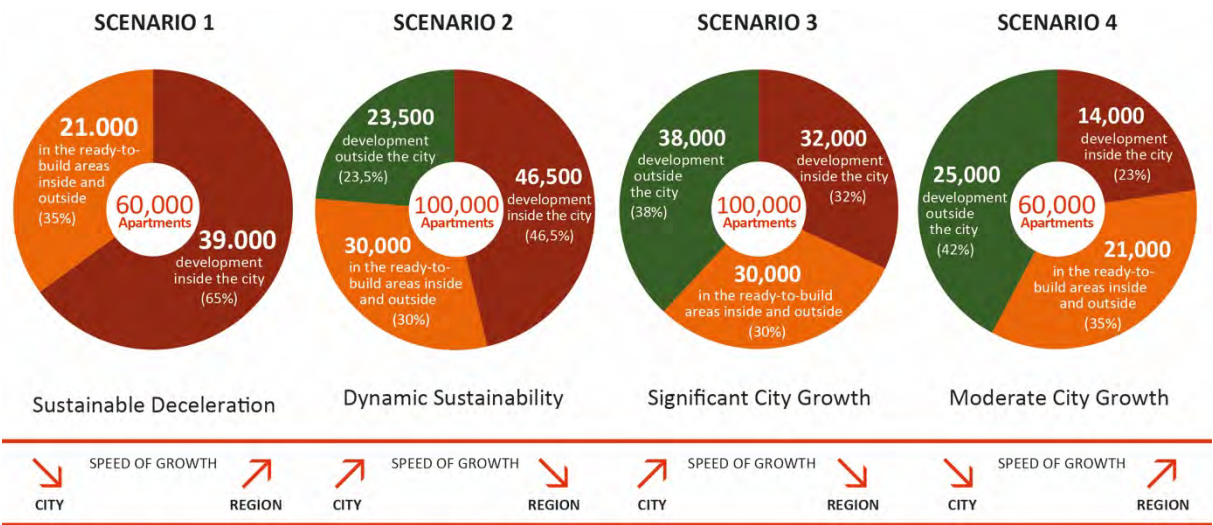 SCENARIO 1
21.000
in the ready-to-
build areas
inside and
outside
(35%)
60,000
Apartments
39.000
development
inside the city
(65%)
Sustainable Deceleration
SCENARIO 2
23,500
development
outside the city
(23,5%)
100,000
Apartments
46,500
development
inside the city
(46,5%)
30,000
in the ready-to-
build areas inside
and outside
(30%)
Dynamic Sustainability
SCENARIO 3
38,000
development
outside
the city
(38%)
100,000
Apartments
32,000
development
inside the city
(32%)
30,000
in the ready-to-build
areas inside and outside
(30%)
Significant City Growth
SCENARIO 4
25,000
development
outside
the city
(42%)
60,000
Apartments
14,000
development
inside the city
(23%)
21,000
in the ready-to-
build areas inside
and outside
(35%)
Moderate City Growth
SPEED OF GROWTH
CITY
REGION
SPEED OF GROWTH
CITY
REGION
SPEED OF GROWTH
CITY
REGION
SPEED OF GROWTH
CITY
REGION